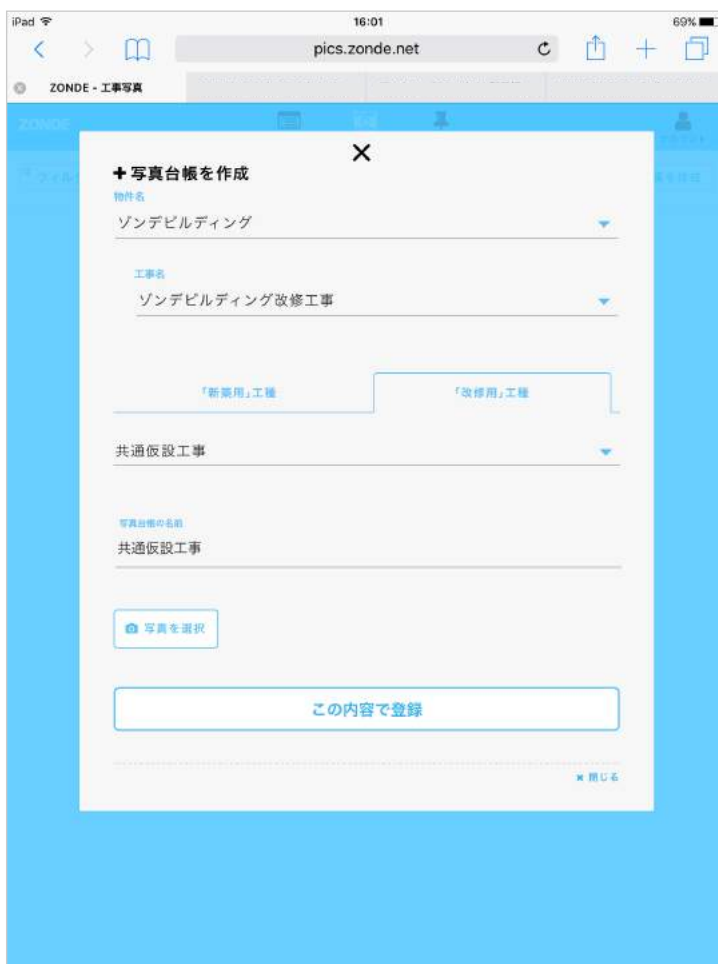 iPad 16:01 69%
pics.zonde.net
ZONDE - 工事写真
ZONDE
写真台帳を作成
物件名
ゾンデビルディング
工事名
ゾンデビルディング改修工事
「新築用」工種 「改修用」工種
共通仮設工事
写真台帳の名前
共通仮設工事
写真を選択
この内容で登録
閉じる